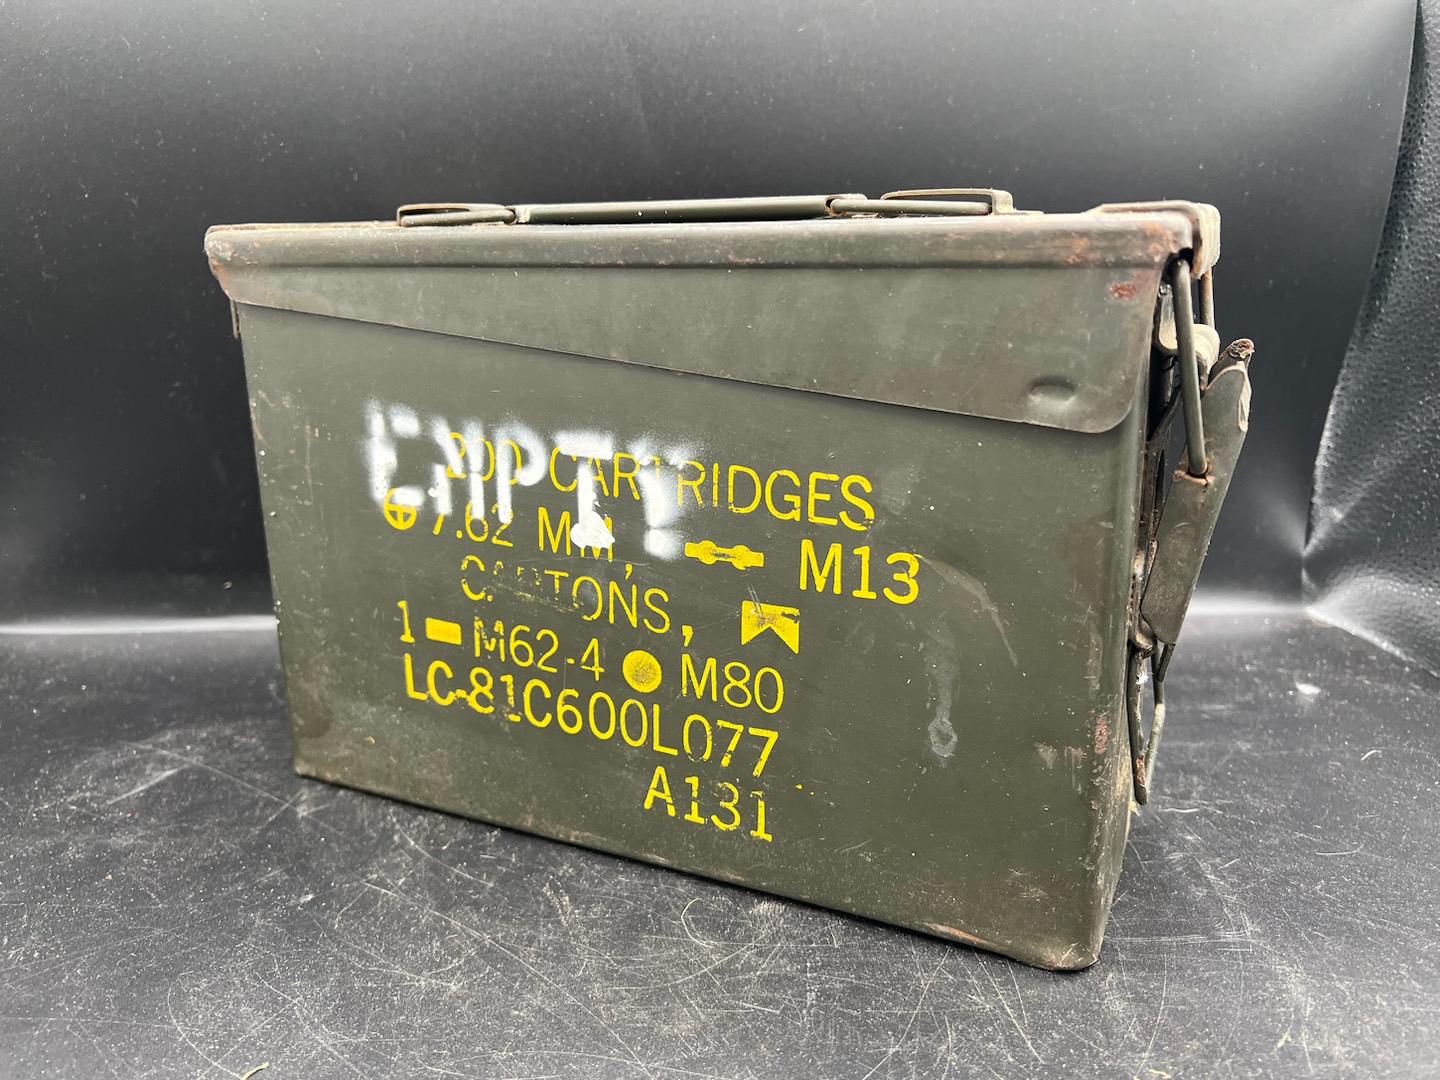 EMPTY
200 CARTRIDGES
7.62 MM, M13
CARTONS,
1 M62-4 M80
LC-81C600L077
A131